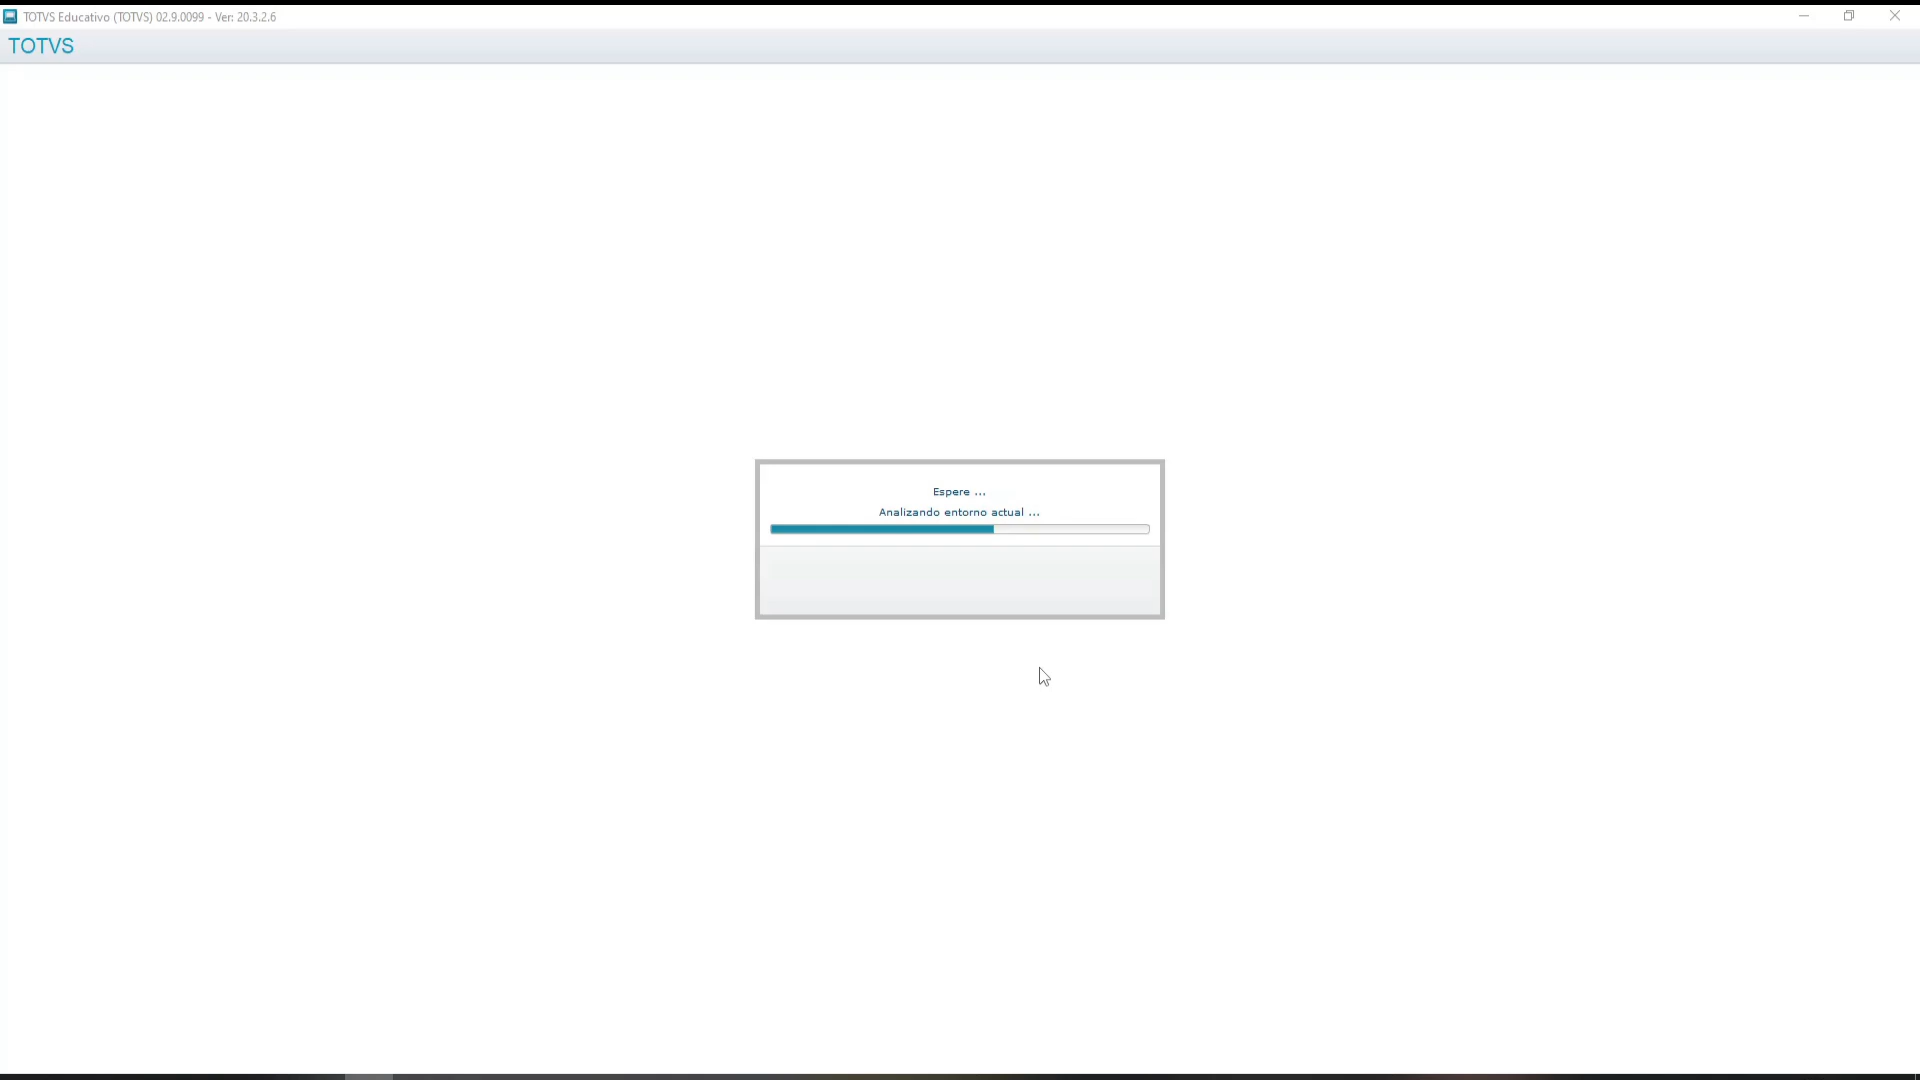 TOTVS Educativo (TOTVS) 02.9.0099 - Ver: 20.3.2.6
TOTVS
Espere ...
Analizando entorno actual ...